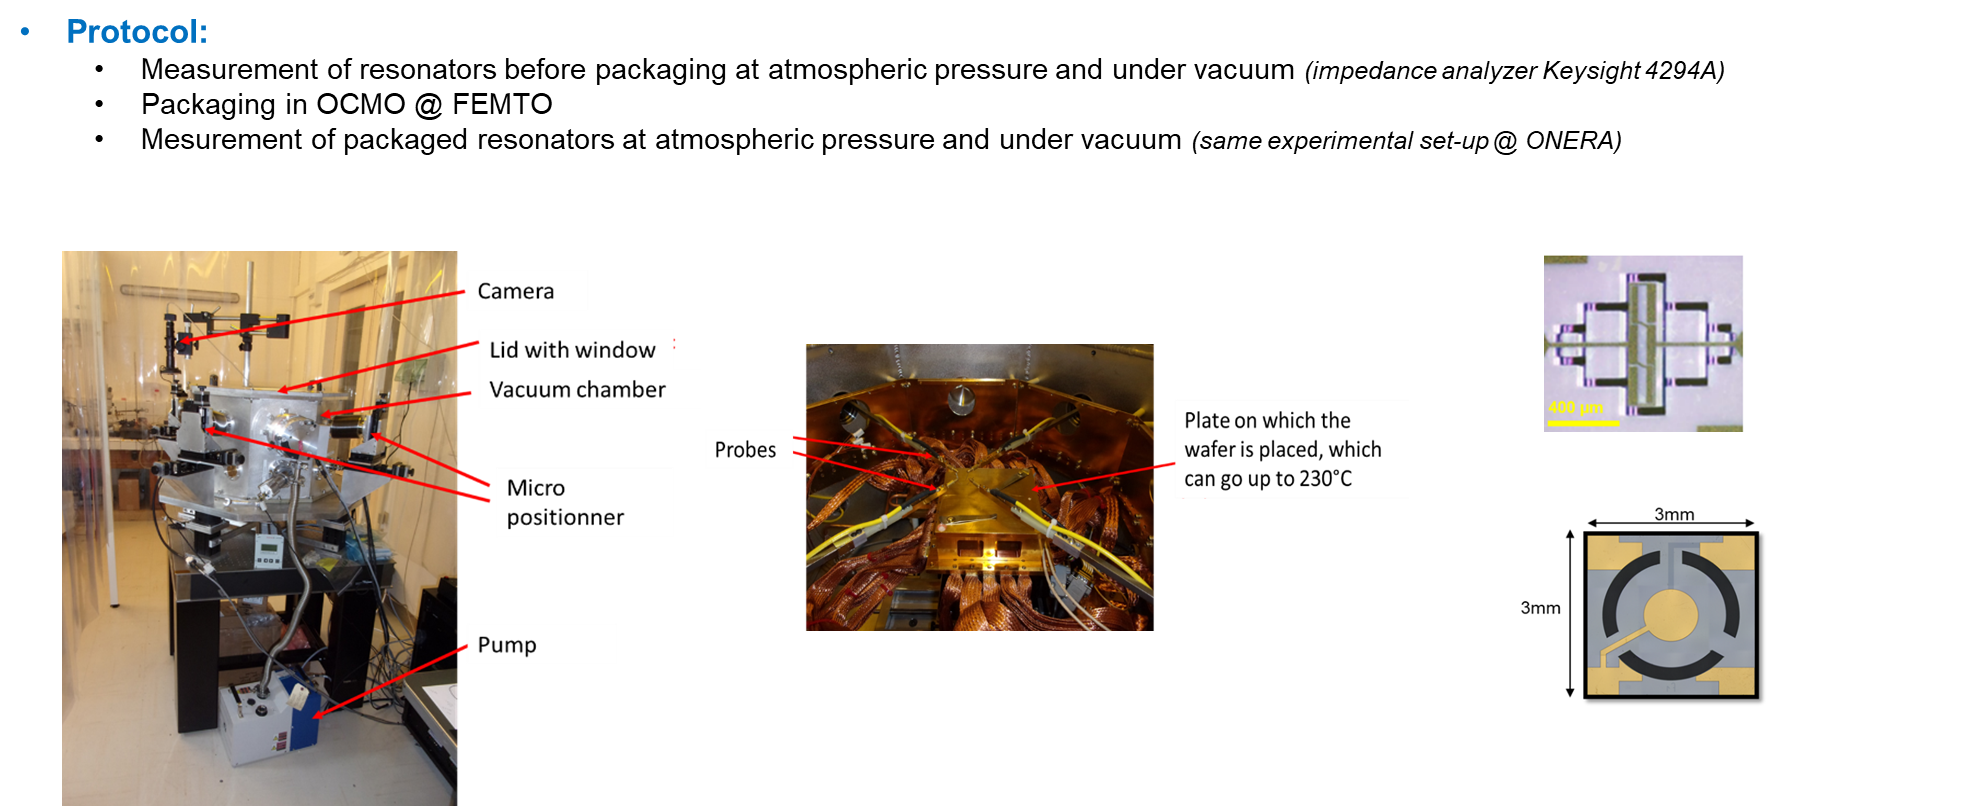 Protocol:
Measurement of resonators before packaging at atmospheric pressure and under vacuum (impedance analyzer Keysight 4294A)
Packaging in OCMO @ FEMTO
Mesurement of packaged resonators at atmospheric pressure and under vacuum (same experimental set-up @ ONERA)
Camera
Lid with window
Vacuum chamber
Micro
positionner
Pump
Probes
Plate on which the
wafer is placed, which
can go up to 230°C
400 µm
3mm
3mm